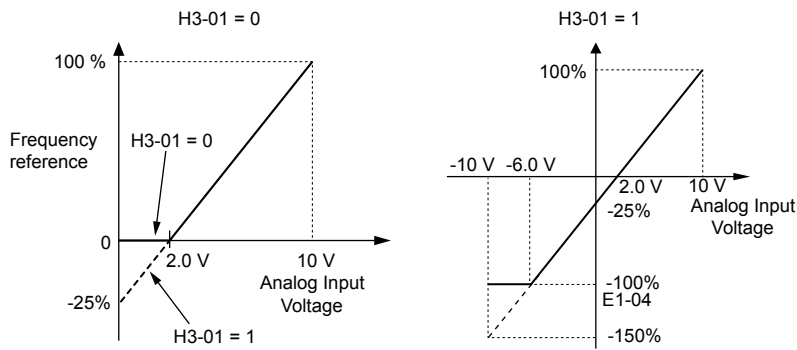 H3-01 = 0
100 %
Frequency
reference
H3-01 = 0
0
2.0 V
10 V
Analog Input
Voltage
-25%
H3-01 = 1
H3-01 = 1
100%
-10 V
-6.0 V
2.0 V
10 V
Analog Input
Voltage
-25%
-100%
E1-04
-150%